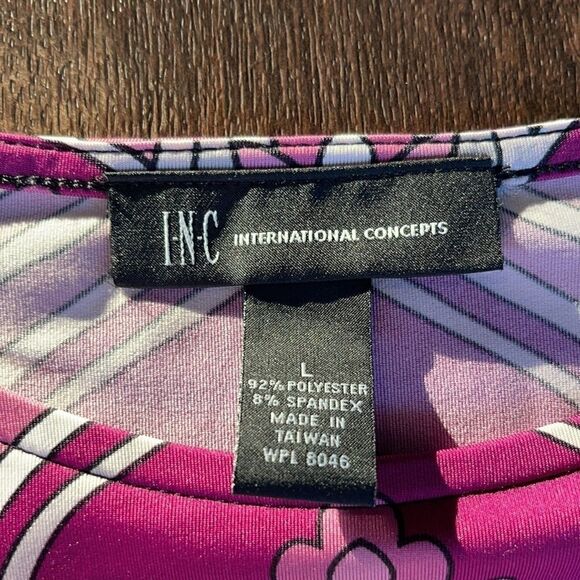 I·N·C INTERNATIONAL CONCEPTS
L
92% POLYESTER
8% SPANDEX
MADE IN
TAIWAN
WPL 8046